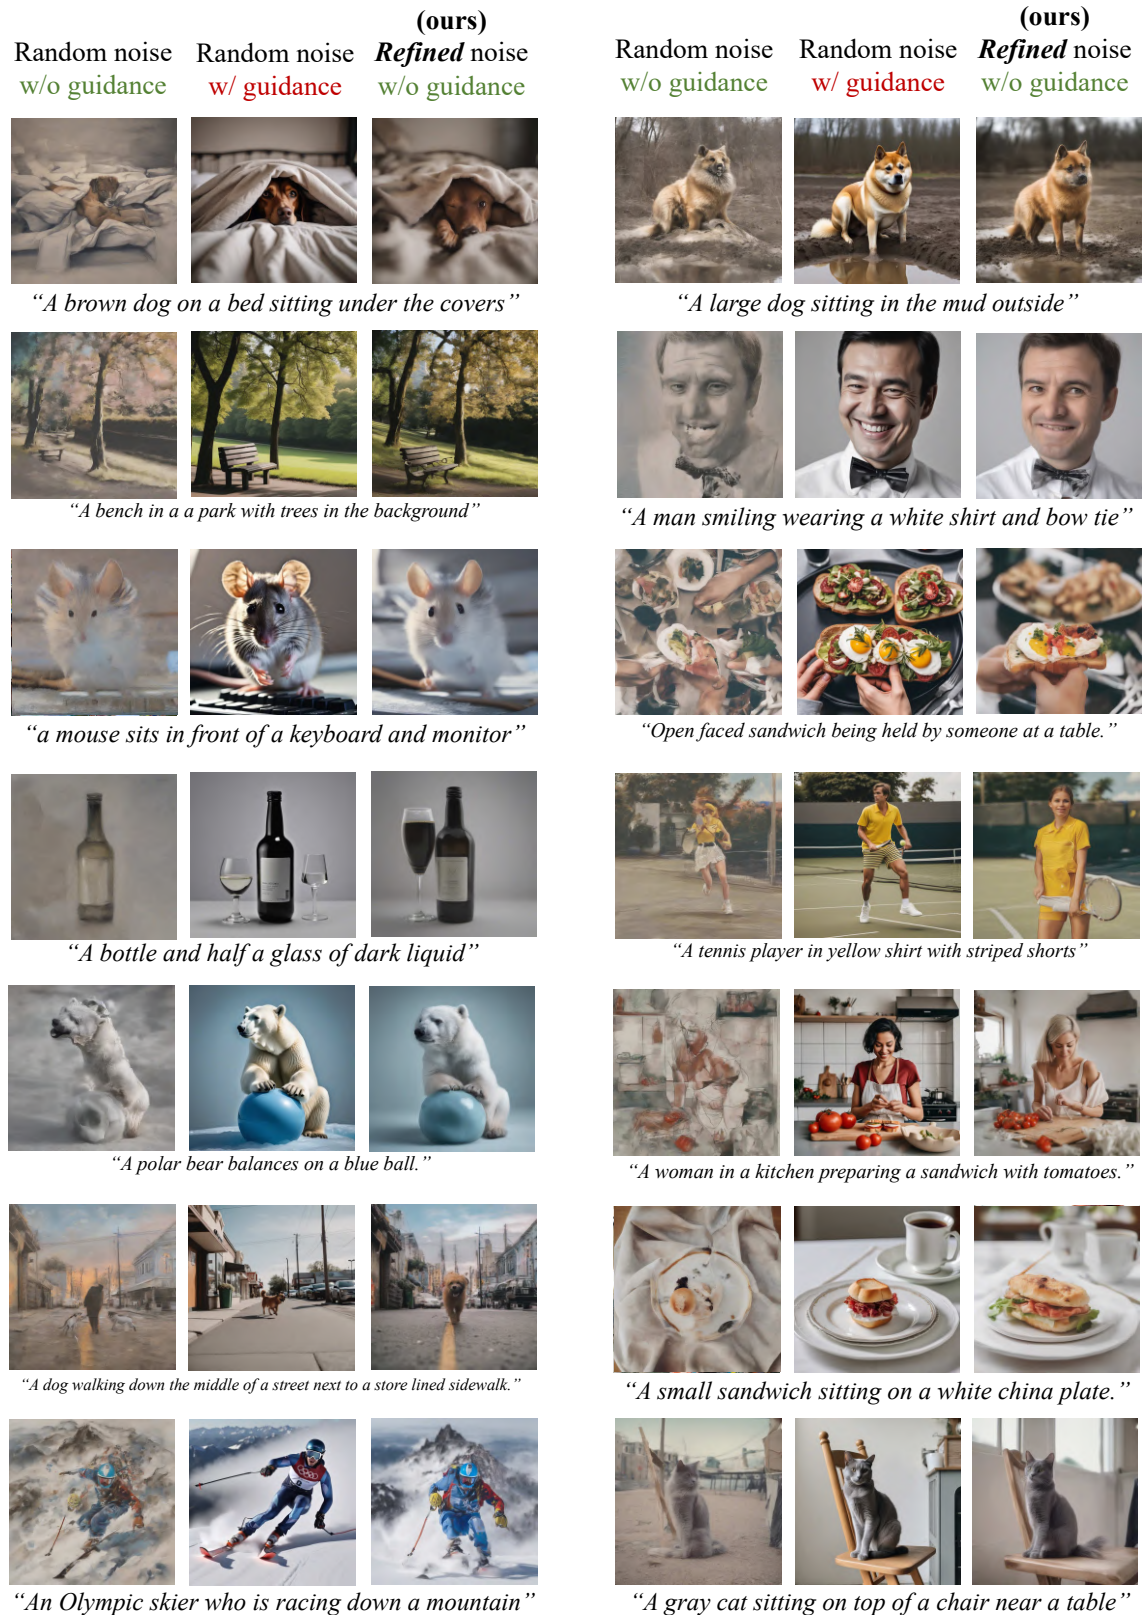 (ours)
Random noise Random noise Refined noise
w/o guidance w/ guidance w/o guidance
(ours)
Random noise Random noise Refined noise
w/o guidance w/ guidance w/o guidance
“A brown dog on a bed sitting under the covers”
“A large dog sitting in the mud outside”
“A bench in a a park with trees in the background”
“A man smiling wearing a white shirt and bow tie”
“a mouse sits in front of a keyboard and monitor”
“Open faced sandwich being held by someone at a table.”
“A bottle and half a glass of dark liquid”
“A tennis player in yellow shirt with striped shorts”
“A polar bear balances on a blue ball.”
“A woman in a kitchen preparing a sandwich with tomatoes.”
“A dog walking down the middle of a street next to a store lined sidewalk.”
“A small sandwich sitting on a white china plate.”
“An Olympic skier who is racing down a mountain”
“A gray cat sitting on top of a chair near a table”